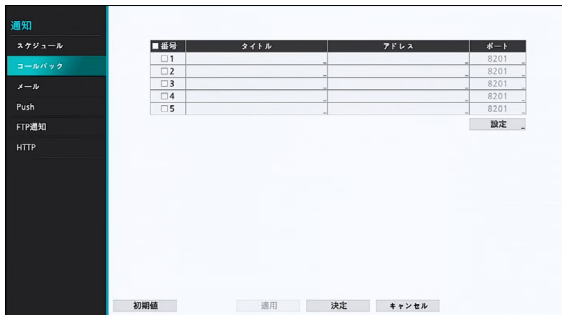 通知
スケジュール
コールバック
メール
Push
FTP通知
HTTP
番号 タイトル アドレス ポート
1 8201
2 8201
3 8201
4 8201
5 8201
設定
初期値 適用 決定 キャンセル